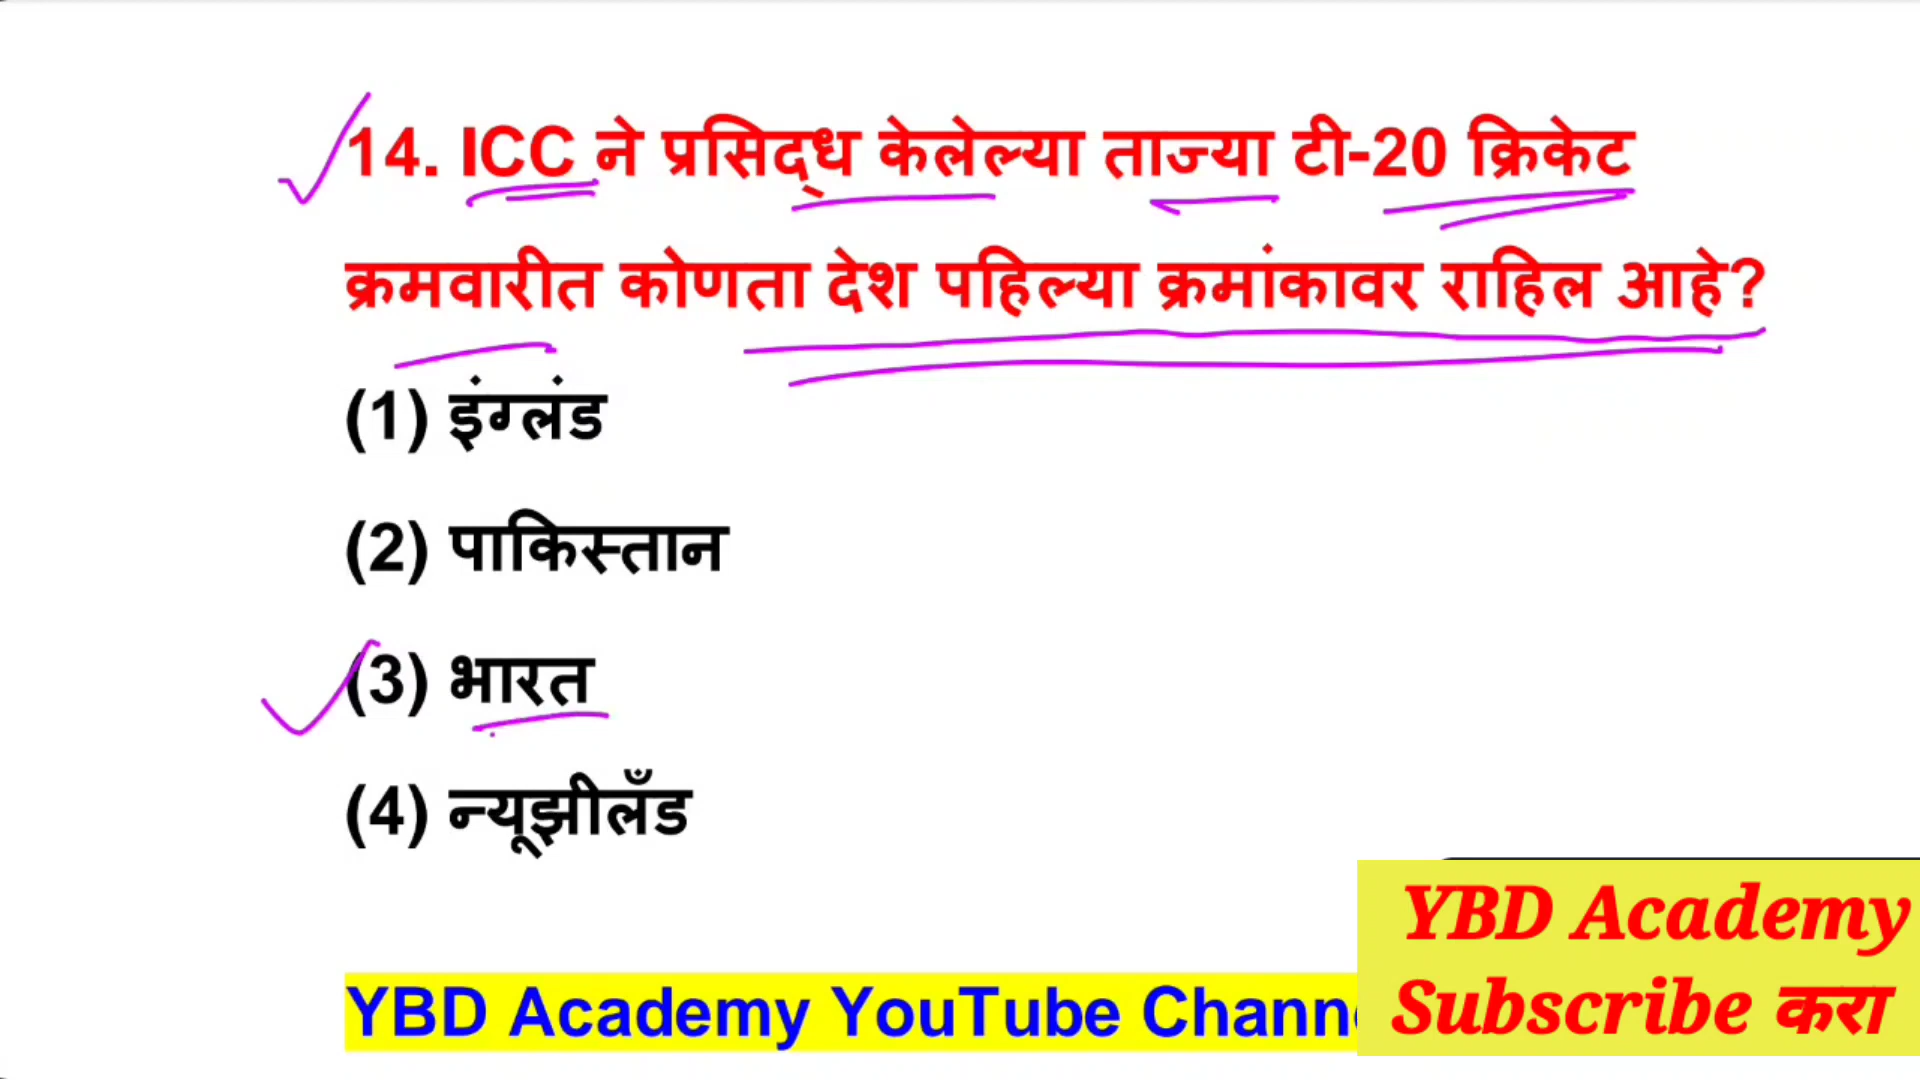 14. ICC ने प्रसिद्ध केलेल्या ताज्या टी-20 क्रिकेट
क्रमवारीत कोणता देश पहिल्या क्रमांकावर राहिल आहे?
(1) इंग्लंड
(2) पाकिस्तान
(3) भारत
(4) न्यूझीलँड
YBD Academy YouTube Chann
YBD Academy
Subscribe करा